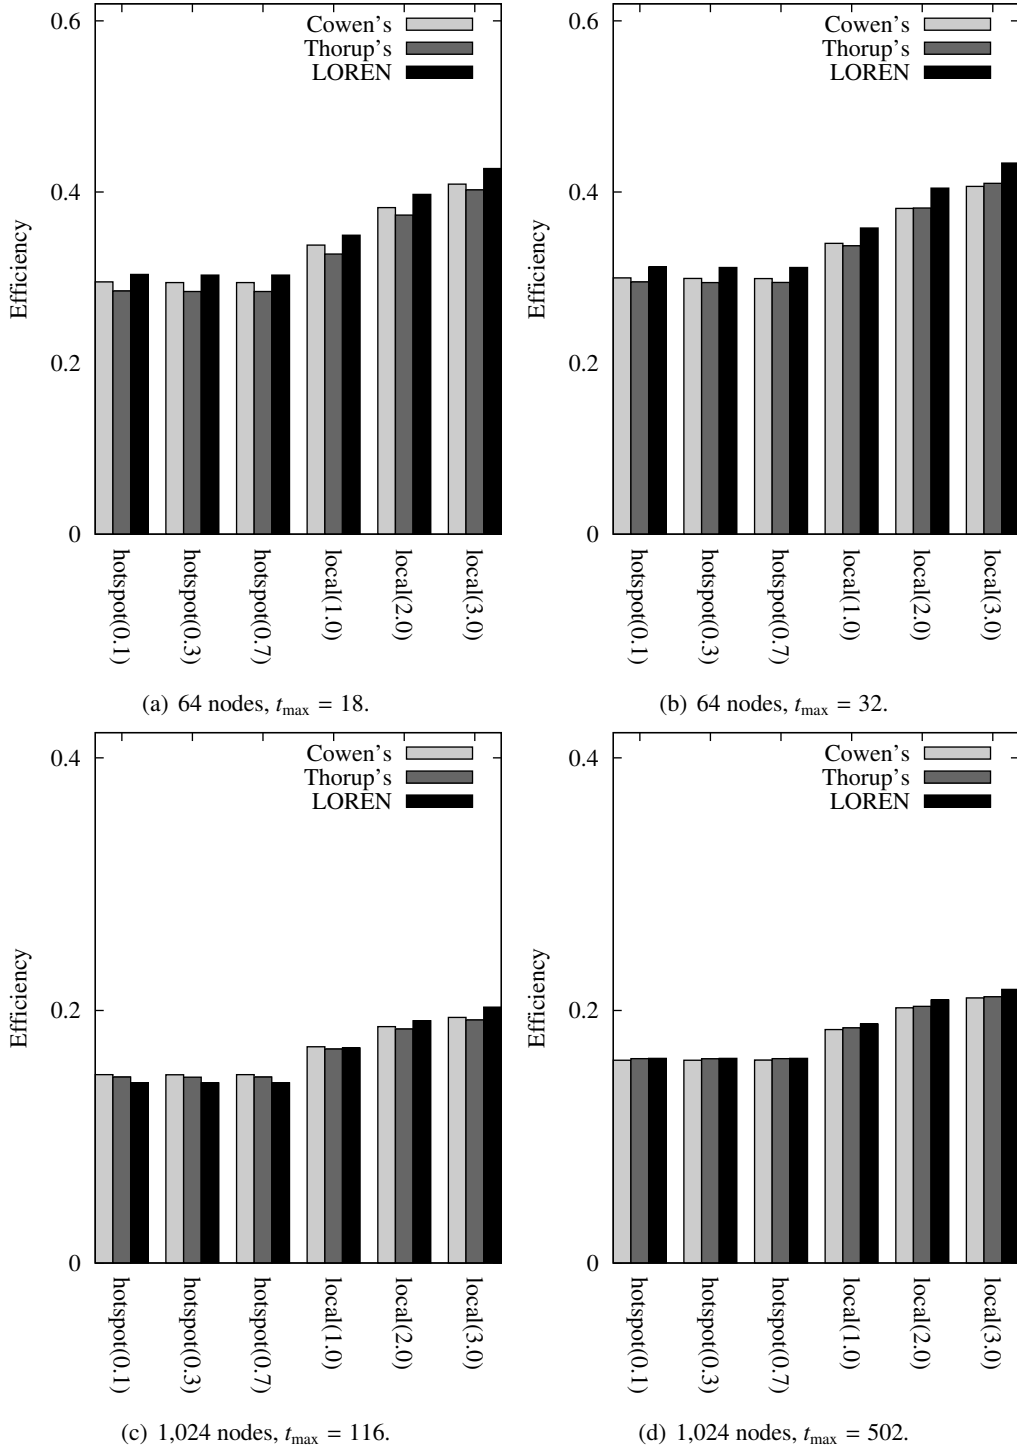 0.6
Cowen's
Thorup's
LOREN
0.4
0.2
0
Efficiency
hotspot(0.1)
hotspot(0.3)
hotspot(0.7)
local(1.0)
local(2.0)
local(3.0)
(a) 64 nodes, tmax = 18.
0.6
Cowen's
Thorup's
LOREN
0.4
0.2
0
Efficiency
hotspot(0.1)
hotspot(0.3)
hotspot(0.7)
local(1.0)
local(2.0)
local(3.0)
(b) 64 nodes, tmax = 32.
0.4
Cowen's
Thorup's
LOREN
0.2
0
Efficiency
hotspot(0.1)
hotspot(0.3)
hotspot(0.7)
local(1.0)
local(2.0)
local(3.0)
(c) 1,024 nodes, tmax = 116.
0.4
Cowen's
Thorup's
LOREN
0.2
0
Efficiency
hotspot(0.1)
hotspot(0.3)
hotspot(0.7)
local(1.0)
local(2.0)
local(3.0)
(d) 1,024 nodes, tmax = 502.